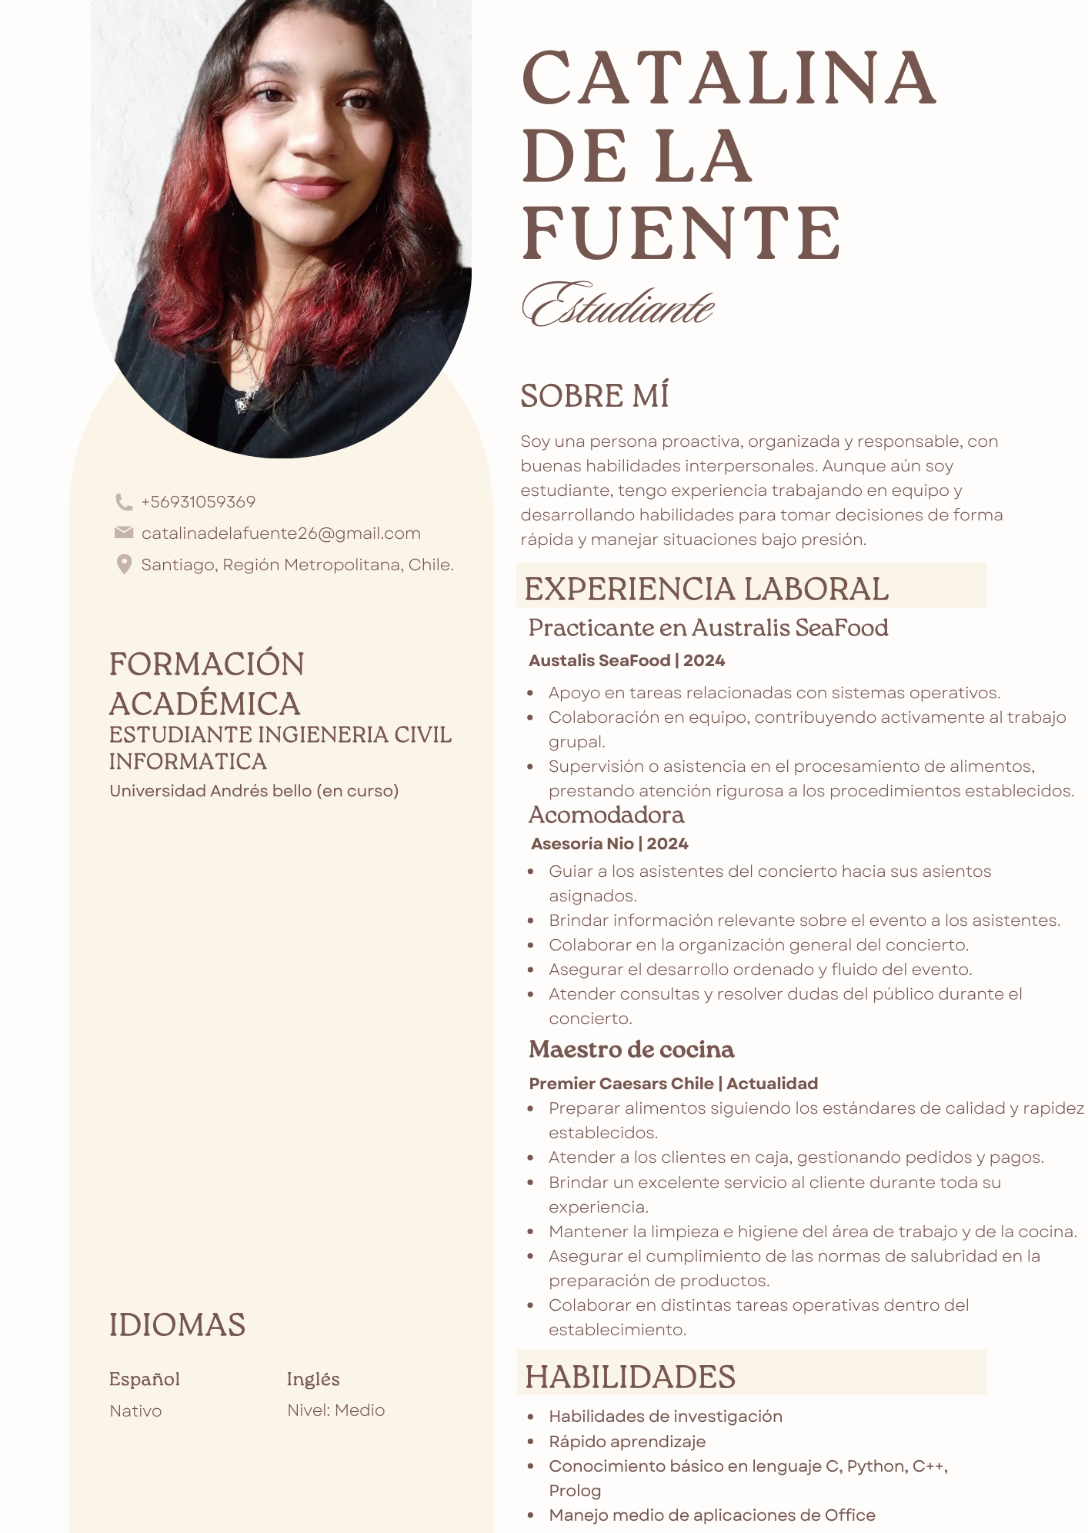 CATALINA
DE LA
FUENTE
Estudiante
+56931059369
catalinadelafuente26@gmail.com
Santiago, Región Metropolitana, Chile.
FORMACIÓN
ACADÉMICA
ESTUDIANTE INGIENERIA CIVIL
INFORMATICA
Universidad Andrés bello (en curso)
IDIOMAS
Español
Nativo
Inglés
Nivel: Medio
SOBRE MÍ
Soy una persona proactiva, organizada y responsable, con
buenas habilidades interpersonales. Aunque aún soy
estudiante, tengo experiencia trabajando en equipo y
desarrollando habilidades para tomar decisiones de forma
rápida y manejar situaciones bajo presión.
EXPERIENCIA LABORAL
Practicante en Australis SeaFood
Austalis SeaFood | 2024
• Apoyo en tareas relacionadas con sistemas operativos.
• Colaboración en equipo, contribuyendo activamente al trabajo
grupal.
• Supervisión o asistencia en el procesamiento de alimentos,
prestando atención rigurosa a los procedimientos establecidos.
Acomodadora
Asesoría Nio | 2024
• Guiar a los asistentes del concierto hacia sus asientos
asignados.
• Brindar información relevante sobre el evento a los asistentes.
• Colaborar en la organización general del concierto.
• Asegurar el desarrollo ordenado y fluido del evento.
• Atender consultas y resolver dudas del público durante el
concierto.
Maestro de cocina
Premier Caesars Chile | Actualidad
• Preparar alimentos siguiendo los estándares de calidad y rapidez
establecidos.
• Atender a los clientes en caja, gestionando pedidos y pagos.
• Brindar un excelente servicio al cliente durante toda su
experiencia.
• Mantener la limpieza e higiene del área de trabajo y de la cocina.
• Asegurar el cumplimiento de las normas de salubridad en la
preparación de productos.
• Colaborar en distintas tareas operativas dentro del
establecimiento.
HABILIDADES
• Habilidades de investigación
• Rápido aprendizaje
• Conocimiento básico en lenguaje C, Python, C++,
Prolog
• Manejo medio de aplicaciones de Office